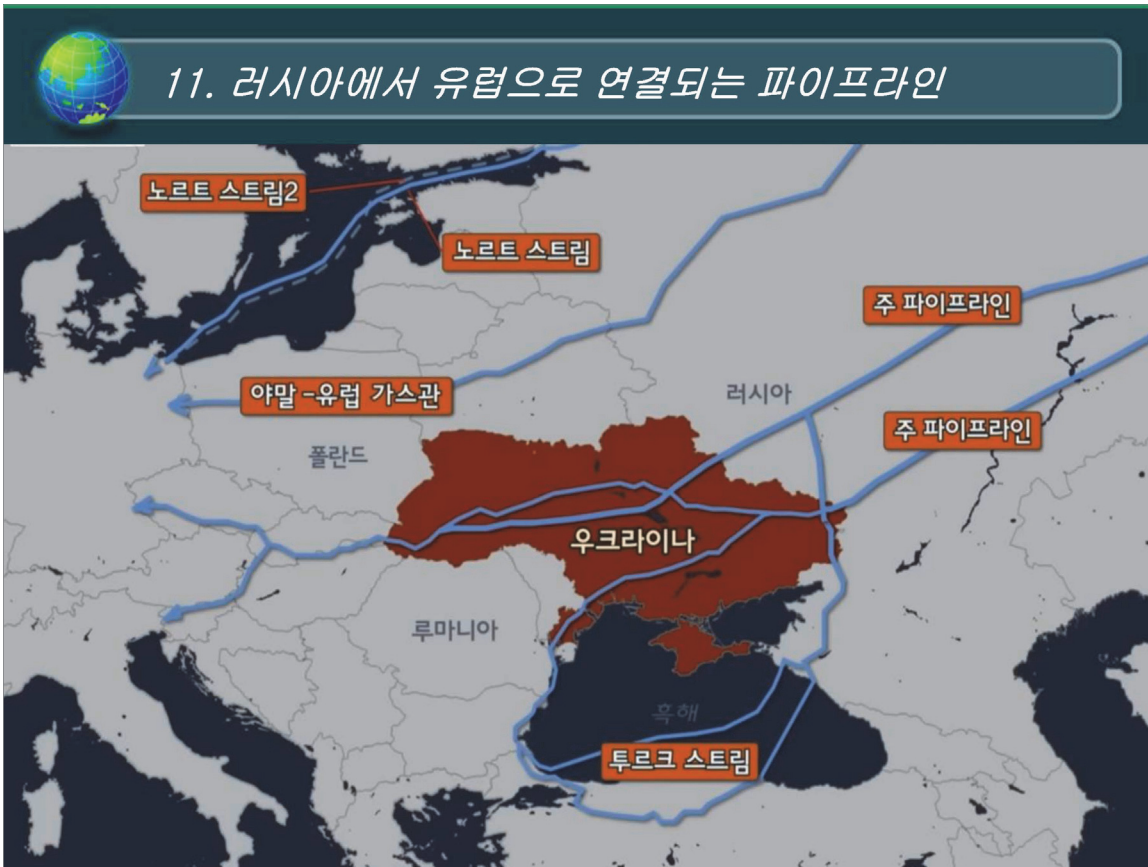 11. 러시아에서 유럽으로 연결되는 파이프라인
노르트 스트림2
노르트 스트림
주 파이프라인
야말-유럽 가스관
러시아
주 파이프라인
폴란드
우크라이나
루마니아
흑해
투르크 스트림